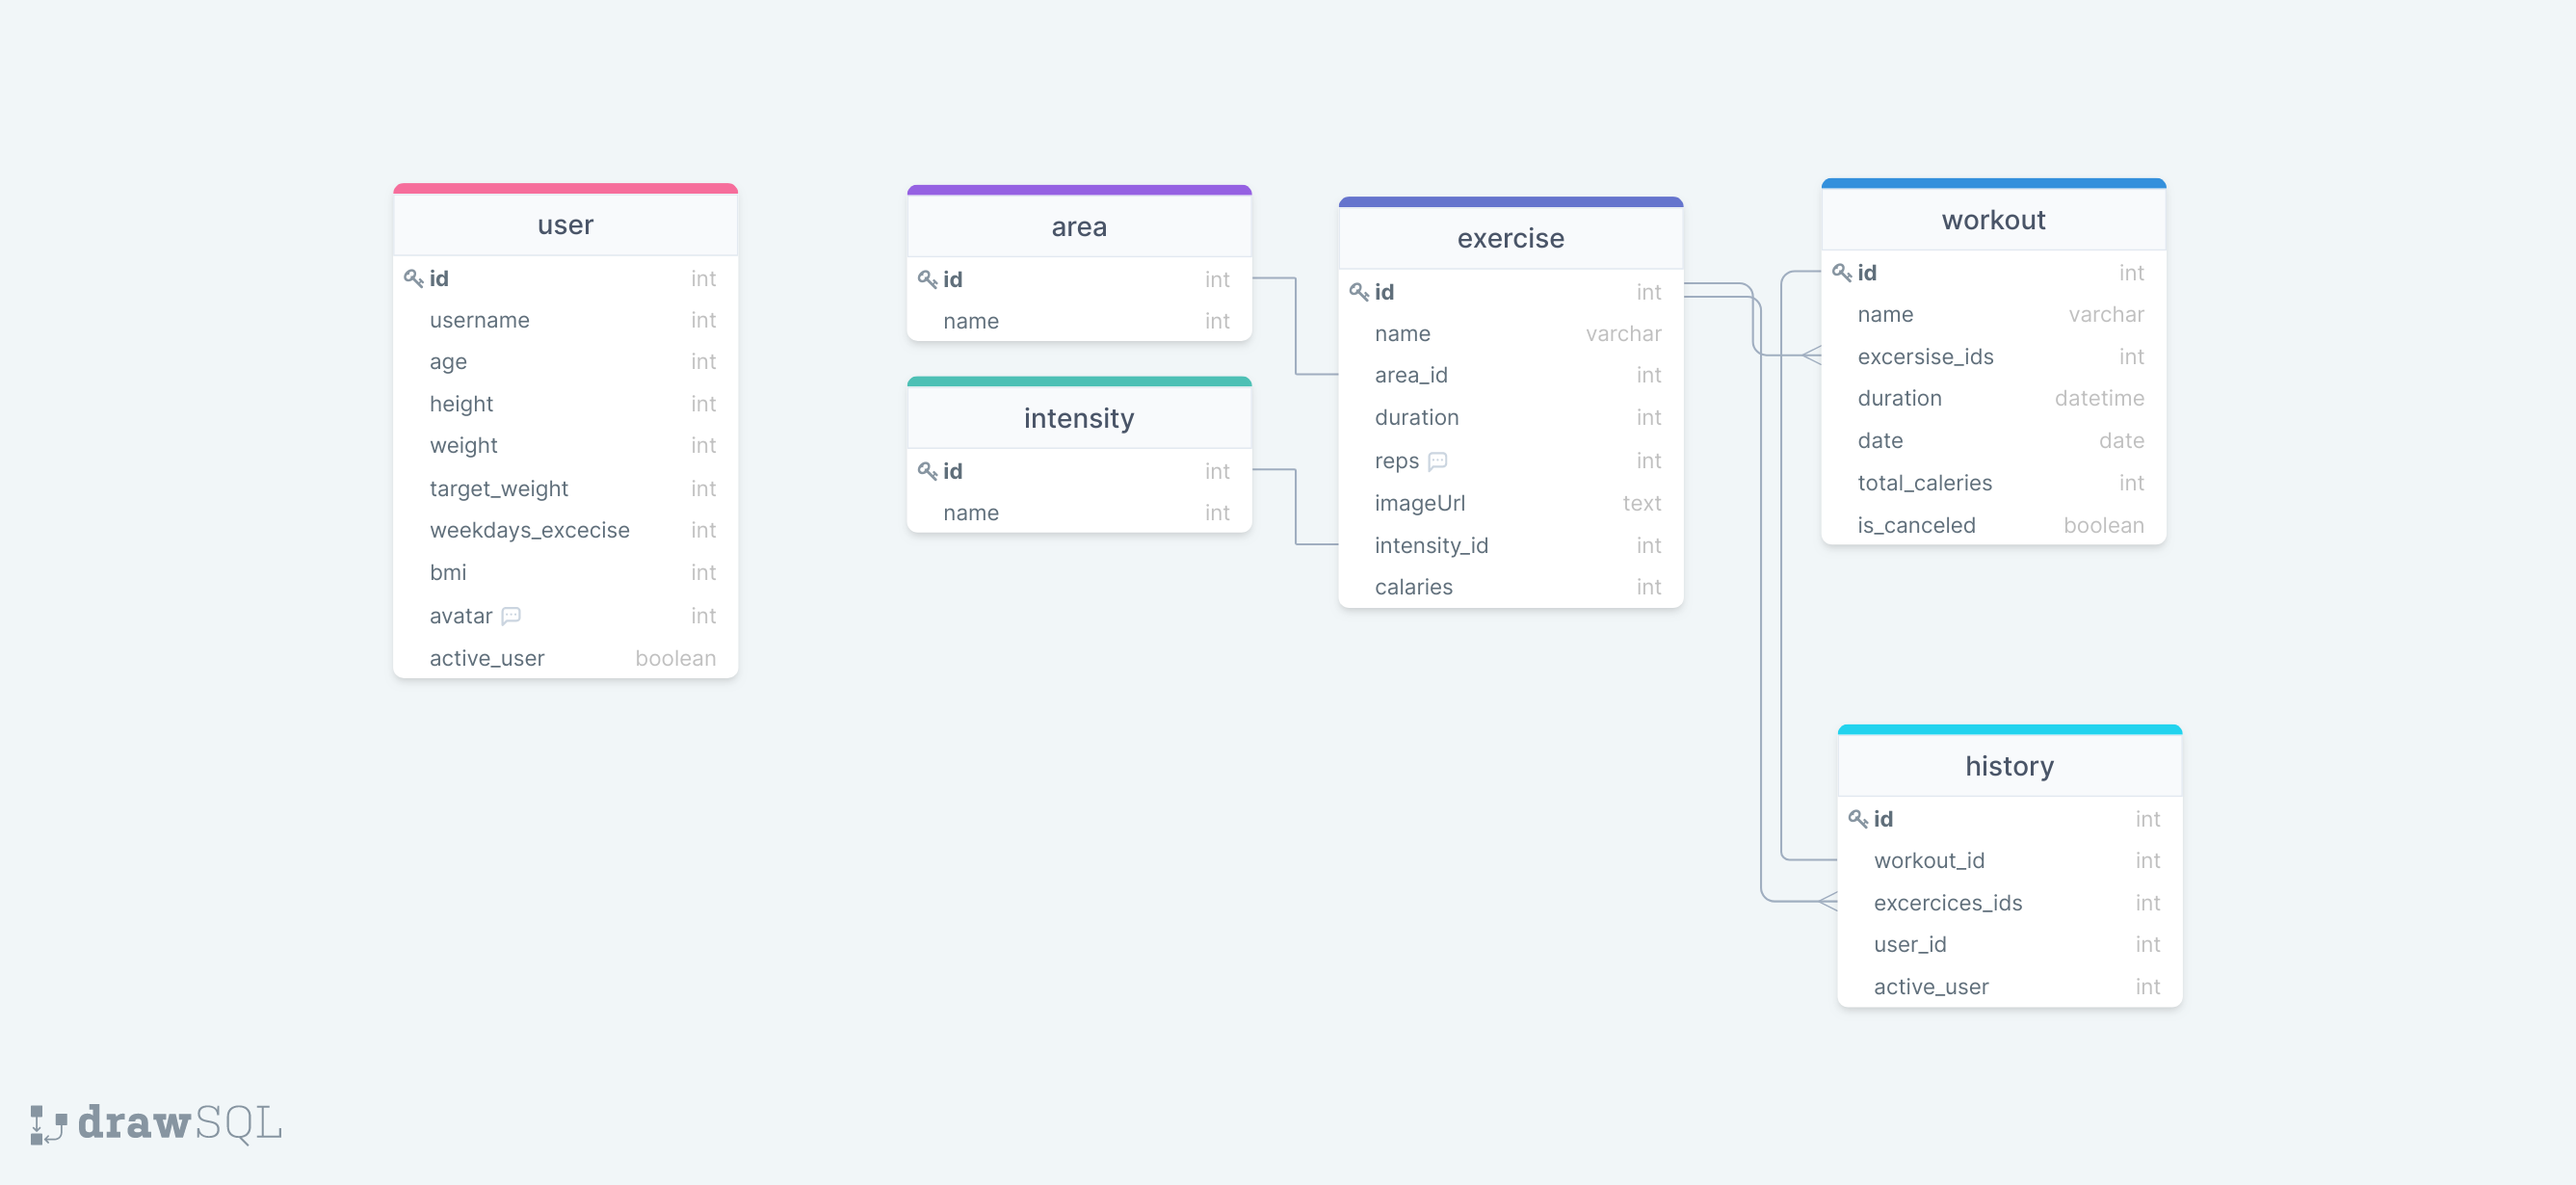 user
id int
username int
age int
height int
weight int
target_weight int
weekdays_excecise int
bmi int
avatar int
active_user boolean
area
id int
name int
intensity
id int
name int
exercise
id int
name varchar
area_id int
duration int
reps int
imageUrl text
intensity_id int
calaries int
workout
id int
name varchar
excersise_ids int
duration datetime
date date
total_caleries int
is_canceled boolean
history
id int
workout_id int
excercices_ids int
user_id int
active_user int
drawSQL